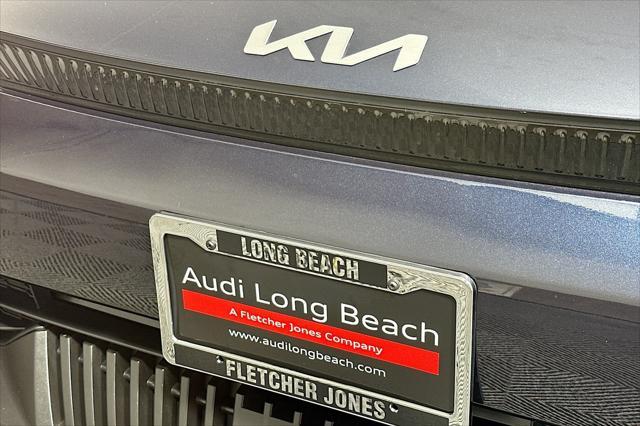 KIA
LONG BEACH
Audi Long Beach
A Fletcher Jones Company
www.audilongbeach.com
FLETCHER JONES